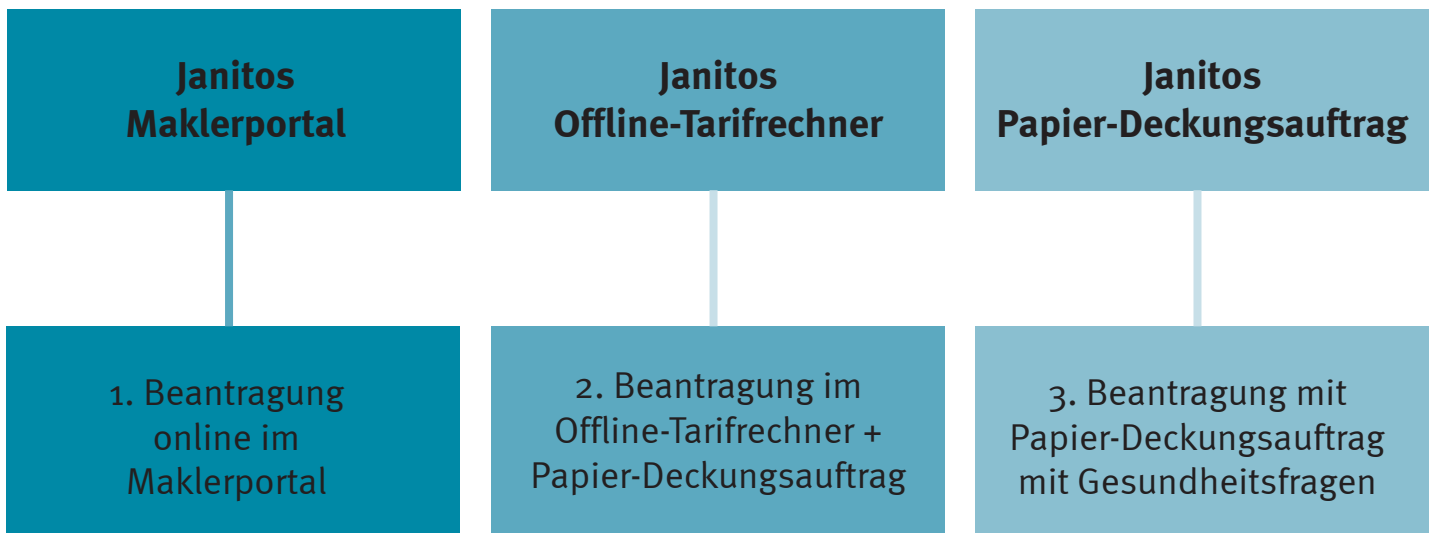 Janitos
Maklerportal
Janitos
Offline-Tarifrechner
Janitos
Papier-Deckungsauftrag
1. Beantragung
online im
Maklerportal
2. Beantragung im
Offline-Tarifrechner +
Papier-Deckungsauftrag
3. Beantragung mit
Papier-Deckungsauftrag
mit Gesundheitsfragen